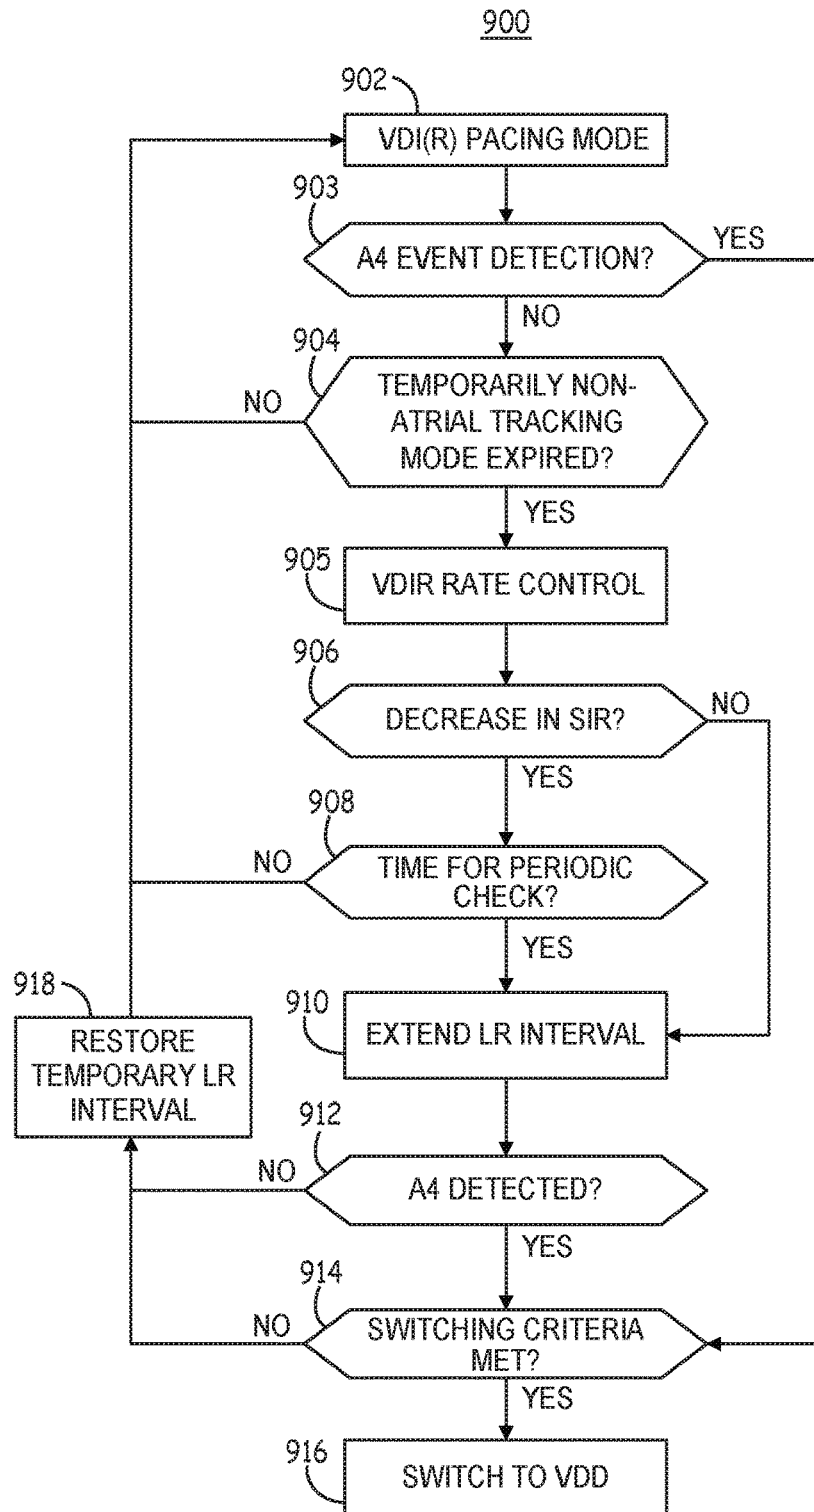 900
902
VDI(R) PACING MODE
903
A4 EVENT DETECTION?
YES
NO
904
NO
TEMPORARILY NON-
ATRIAL TRACKING
MODE EXPIRED?
YES
905
VDIR RATE CONTROL
906
DECREASE IN SIR?
NO
YES
908
NO
TIME FOR PERIODIC
CHECK?
YES
918
RESTORE
TEMPORARY LR
INTERVAL
910
EXTEND LR INTERVAL
912
NO
A4 DETECTED?
YES
914
NO
SWITCHING CRITERIA
MET?
YES
916
SWITCH TO VDD